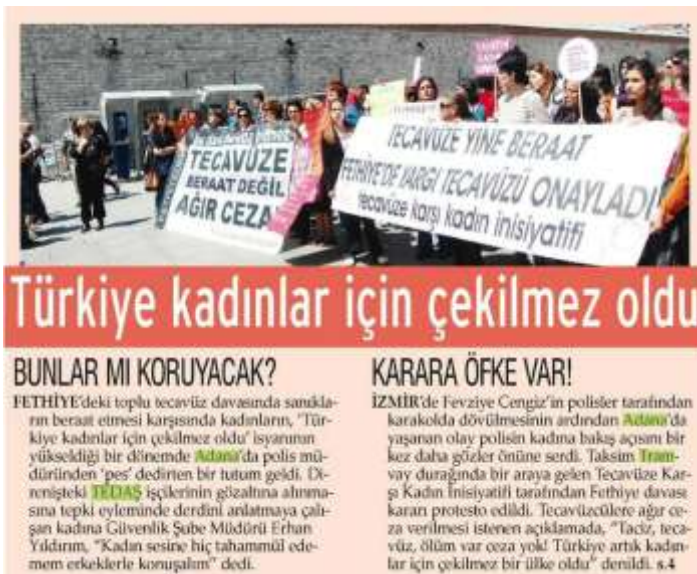 TECAVÜZE
BERAAT DEĞİL
AĞIR CEZA
TECAVÜZE YİNE BERAAT
FETHİYE'DE YARGI TECAVÜZÜ ONAYLADI
tecavüze karşı kadın inisiyatifi
Türkiye kadınlar için çekilmez oldu
BUNLAR MI KORUYACAK?
FETHİYE'deki toplu tecavüz davasında sanıkla-
rın beraat etmesi karşısında kadınların, 'Tür-
kiye kadınlar için çekilmez oldu' isyanının
yükseldiği bir dönemde Adana'da polis mü-
düründen 'pes' dedirten bir tutum geldi. Di-
renişteki TEDAŞ işçilerinin gözaltına alınma-
sına tepki eyleminde derdini anlatmaya çalı-
şan kadına Güvenlik Şube Müdürü Erhan
Yıldırım, "Kadın sesine hiç tahammül ede-
mem erkeklerle konuşalım" dedi.
KARARA ÖFKE VAR!
İZMİR'de Fevziye Cengiz'in polisler tarafından
karakolda dövülmesinin ardından Adana'da
yaşanan olay polisin kadına bakış açısını bir
kez daha gözler önüne serdi. Taksim Tram-
vay durağında bir araya gelen Tecavüze Kar-
şı Kadın İnisiyatifi tarafından Fethiye davası
kararı protesto edildi. Tecavüzcülere ağır ce-
za verilmesi istenen açıklamada, "Taciz, teca-
vüz, ölüm var ceza yok! Türkiye artık kadın-
lar için çekilmez bir ülke oldu" denildi. s.4